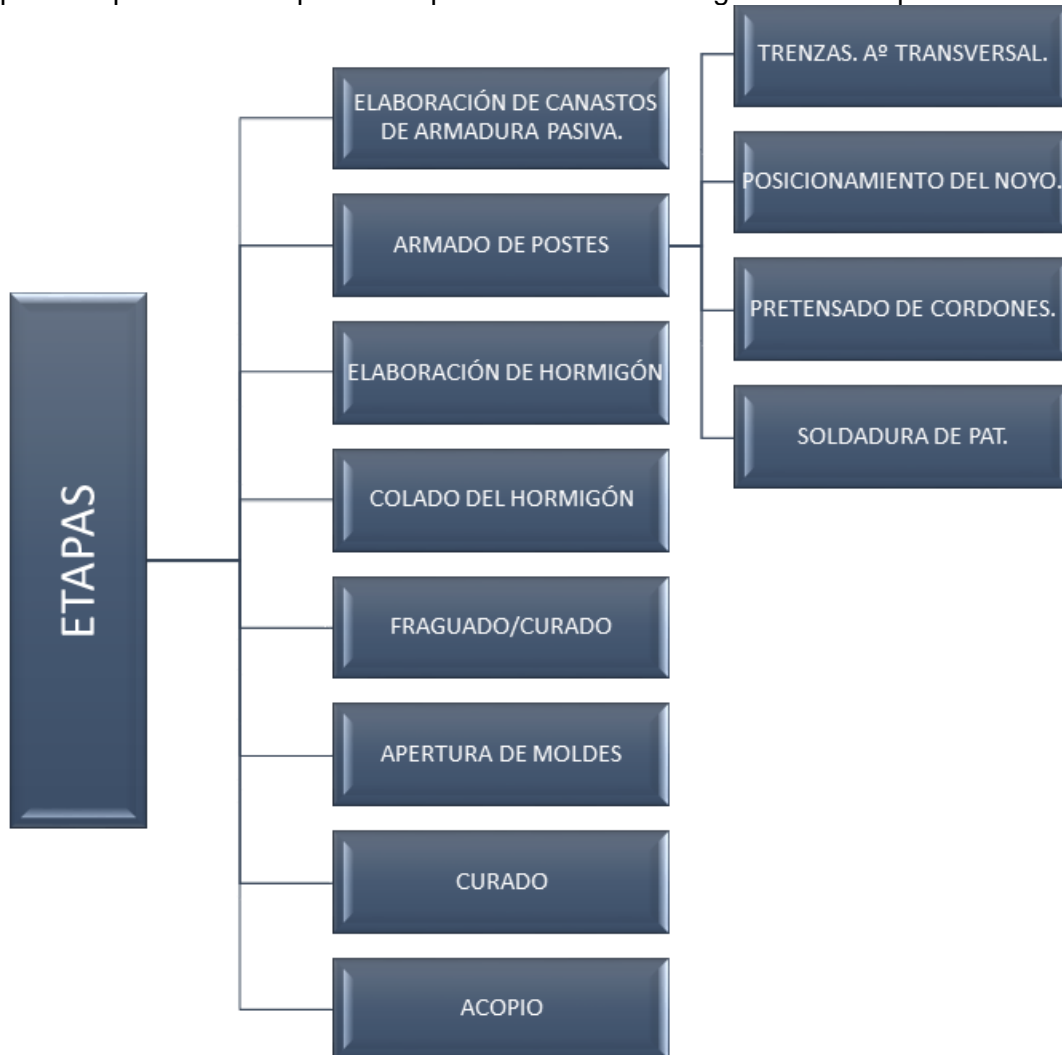 ETAPAS
ELABORACIÓN DE CANASTOS
DE ARMADURA PASIVA.
ARMADO DE POSTES
ELABORACIÓN DE HORMIGÓN
COLADO DEL HORMIGÓN
FRAGUADO/CURADO
APERTURA DE MOLDES
CURADO
ACOPIO
TRENZAS. Aº TRANSVERSAL.
POSICIONAMIENTO DEL NOYO.
PRETENSADO DE CORDONES.
SOLDADURA DE PAT.